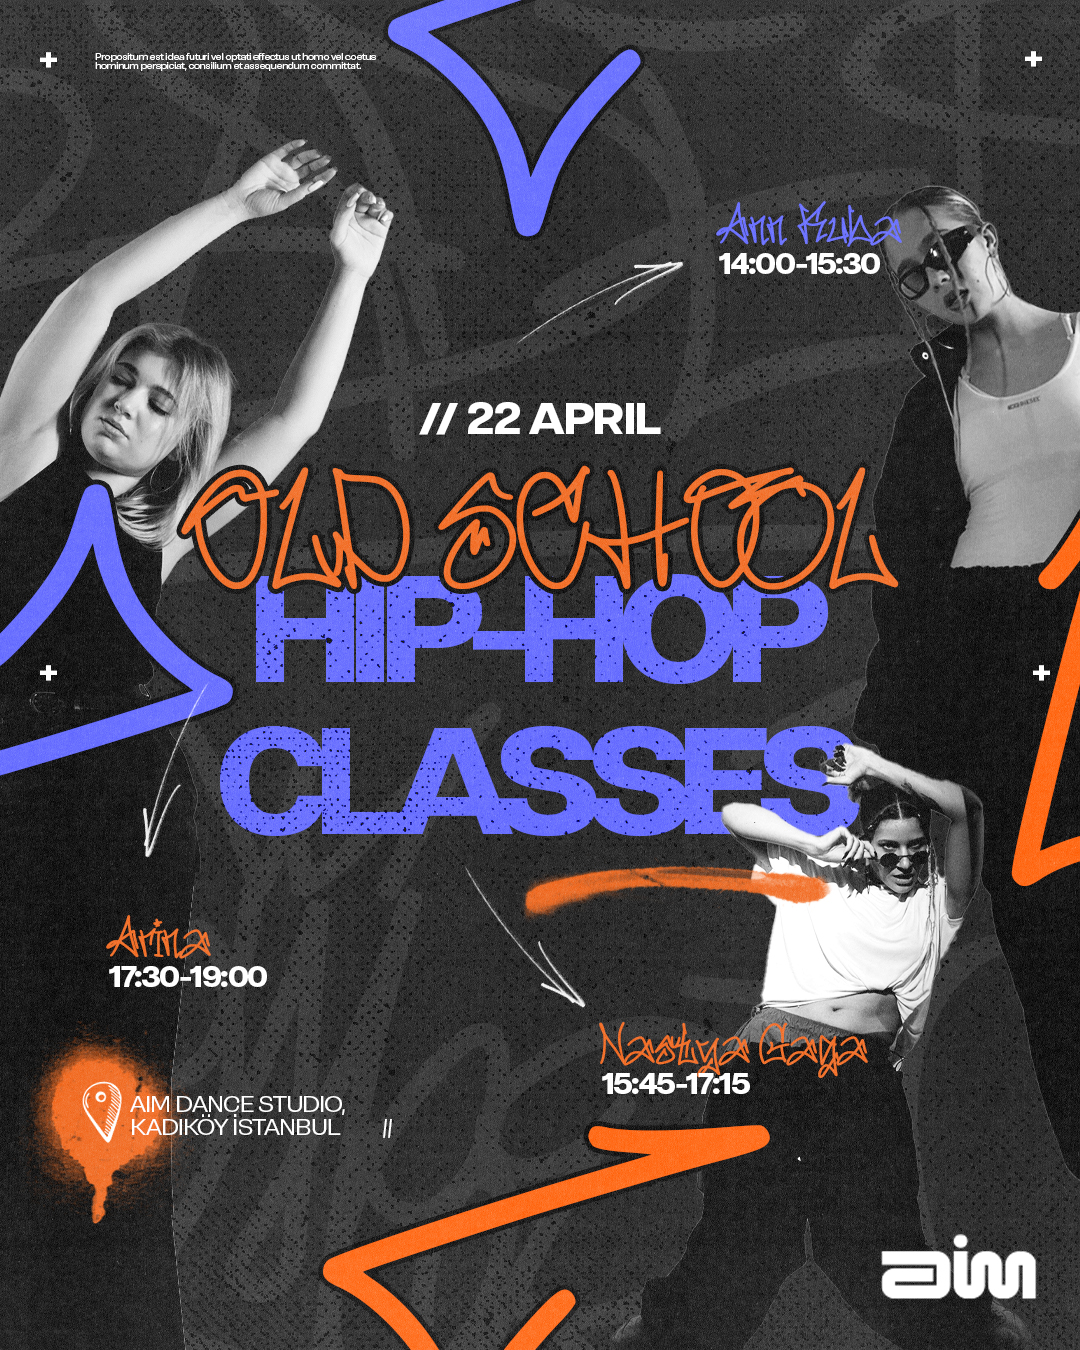 Propositum est idea futuri vel optati effectus ut homo vel coetus
hominum perspiciat, consilium et assequendum committat.
Ann Kuba
14:00-15:30
// 22 APRIL
OLD SCHOOL
HIP-HOP
CLASSES
Arina
17:30-19:00
Nastya Gaga
15:45-17:15
AIM DANCE STUDIO,
KADIKÖY İSTANBUL //
aim